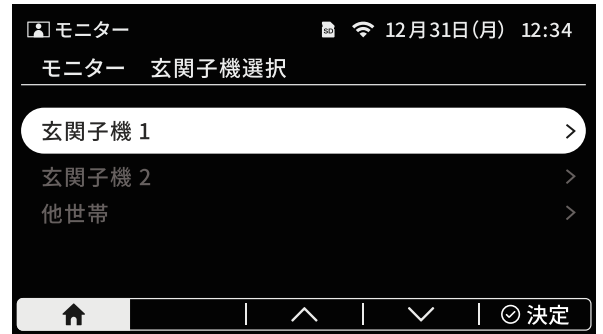 モニター SD 12月31日(月) 12:34
モニター 玄関子機選択
玄関子機 1
玄関子機 2
他世帯
決定